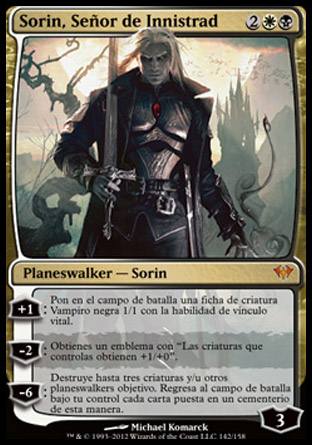 Sorin, Señor de Innistrad 2
Planeswalker — Sorin
+1 Pon en el campo de batalla una ficha de criatura
Vampiro negra 1/1 con la habilidad de vínculo
vital.
-2 Obtienes un emblema con "Las criaturas que
controlas obtienen +1/+0".
-6 Destruye hasta tres criaturas y/u otros
planeswalkers objetivo. Regresa al campo de batalla
bajo tu control cada carta puesta en un cementerio
de esta manera.
Michael Komarck
3
™ & © 1993-2012 Wizards of the Coast LLC 142/158